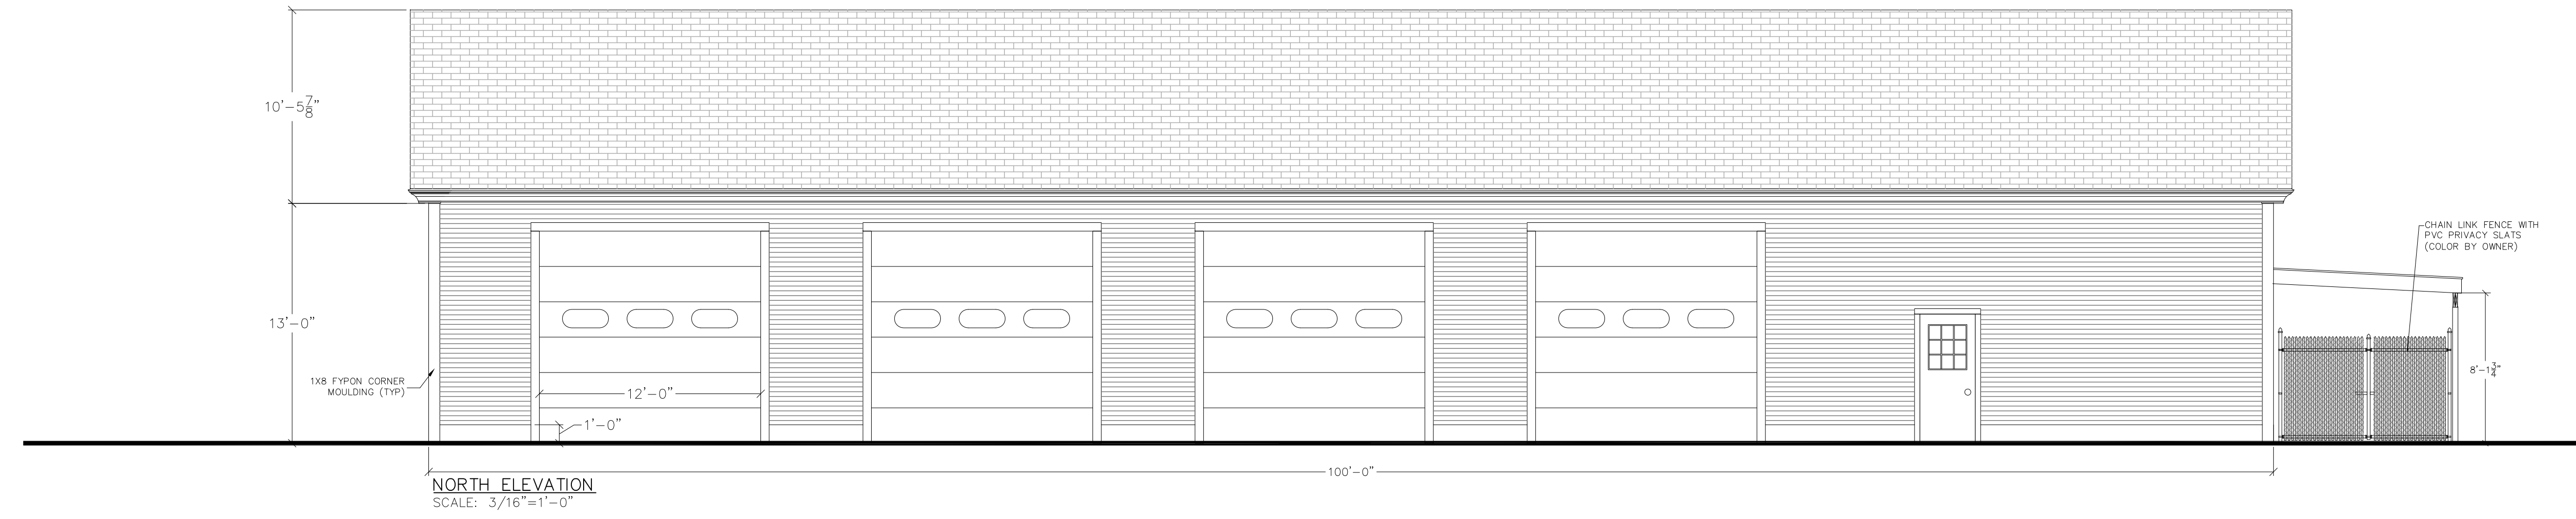 10'-5 7/8"
13'-0"
1X8 FYPON CORNER
MOULDING (TYP)
12'-0"
1'-0"
CHAIN LINK FENCE WITH
PVC PRIVACY SLATS
(COLOR BY OWNER)
8'-1 3/4"
100'-0"
NORTH ELEVATION
SCALE: 3/16"=1'-0"